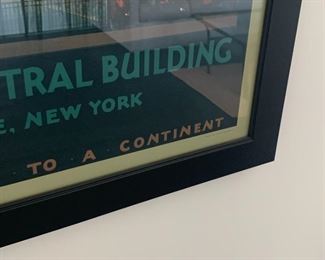 TRAL BUILDING
E, NEW YORK
TO A CONTINENT